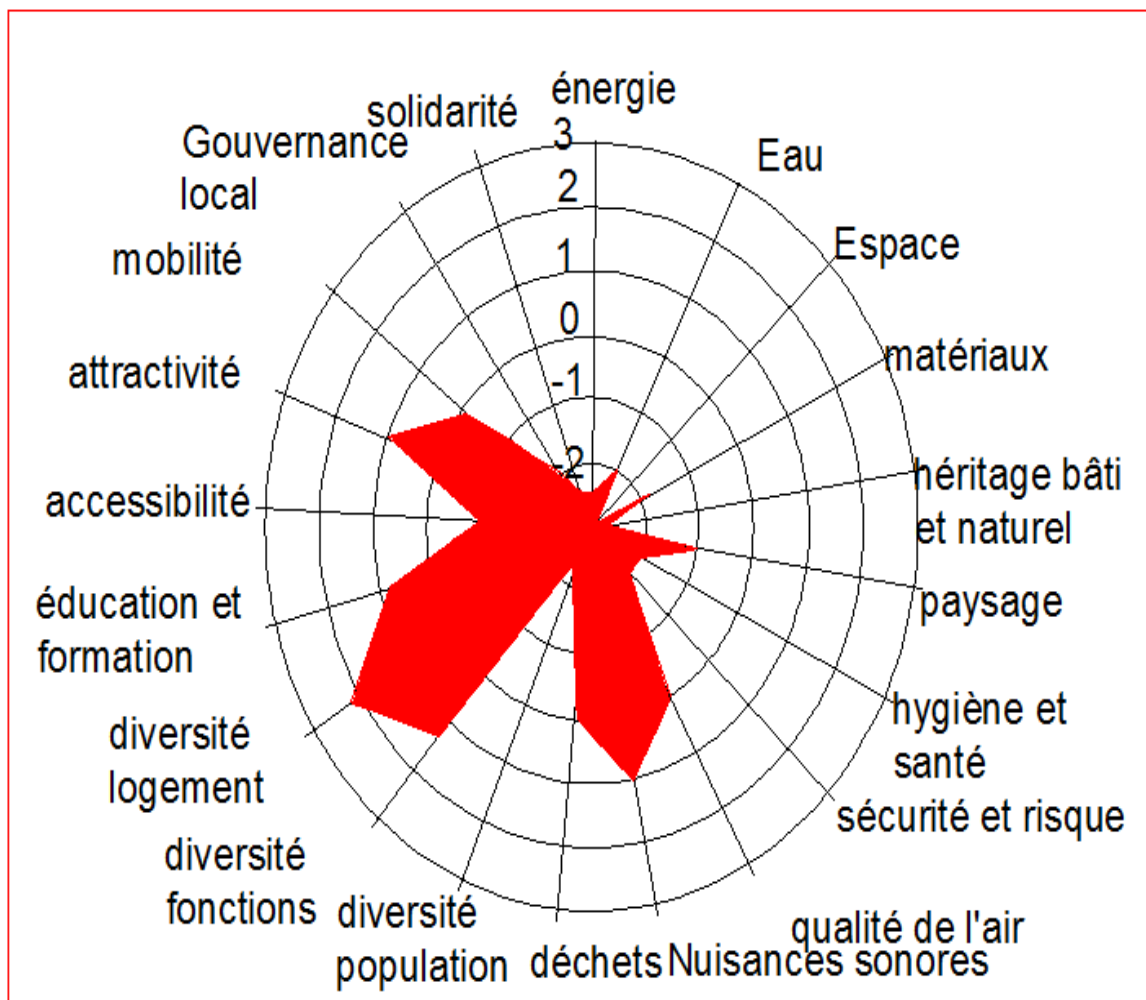 énergie
solidarité
3
Gouvernance
local
Eau
2
Espace
mobilité
1
0
matériaux
attractivité
-1
-2
héritage bâti
et naturel
accessibilité
éducation et
formation
paysage
hygiène et
santé
diversité
logement
sécurité et risque
diversité
fonctions
diversité
population
déchets
Nuisances sonores
qualité de l'air